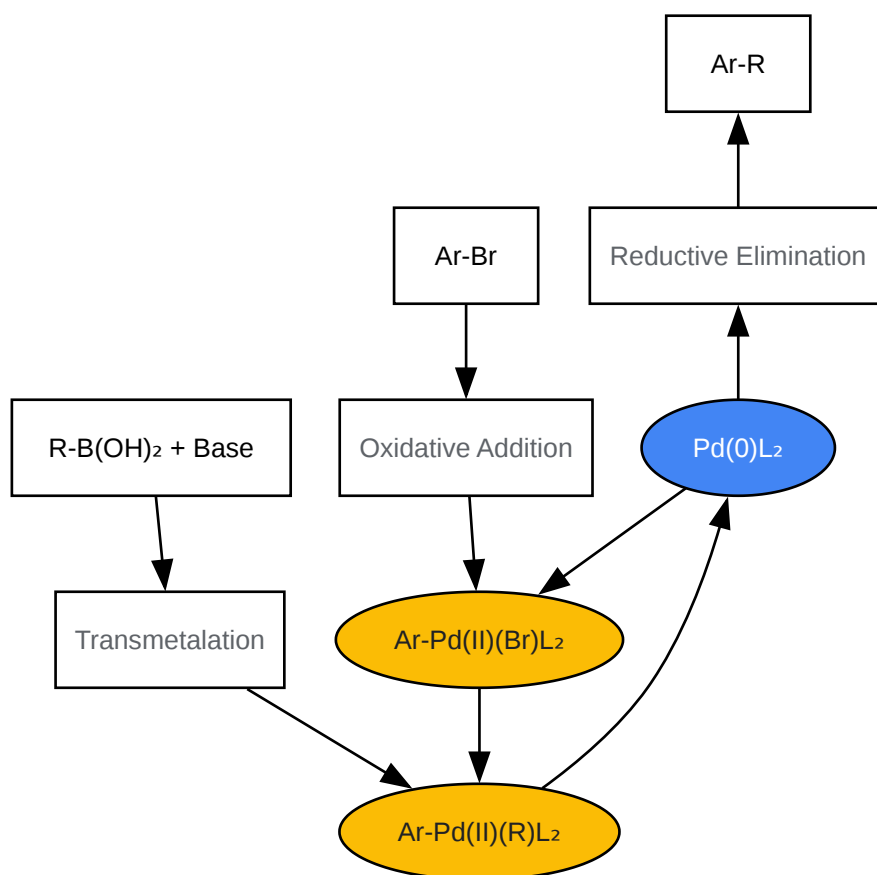 Ar-R
Ar-Br
Reductive Elimination
R-B(OH)₂ + Base
Oxidative Addition
Pd(0)L₂
Transmetalation
Ar-Pd(II)(Br)L₂
Ar-Pd(II)(R)L₂